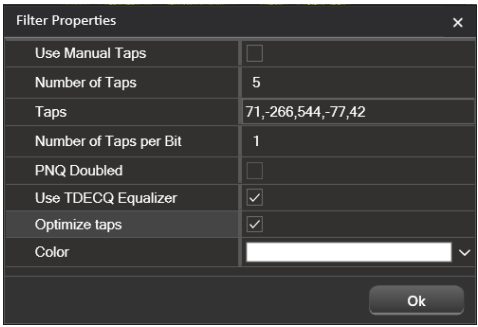 Filter Properties
Use Manual Taps
Number of Taps 5
Taps 71,-266,544,-77,42
Number of Taps per Bit 1
PNQ Doubled
Use TDECQ Equalizer
Optimize taps
Color
Ok